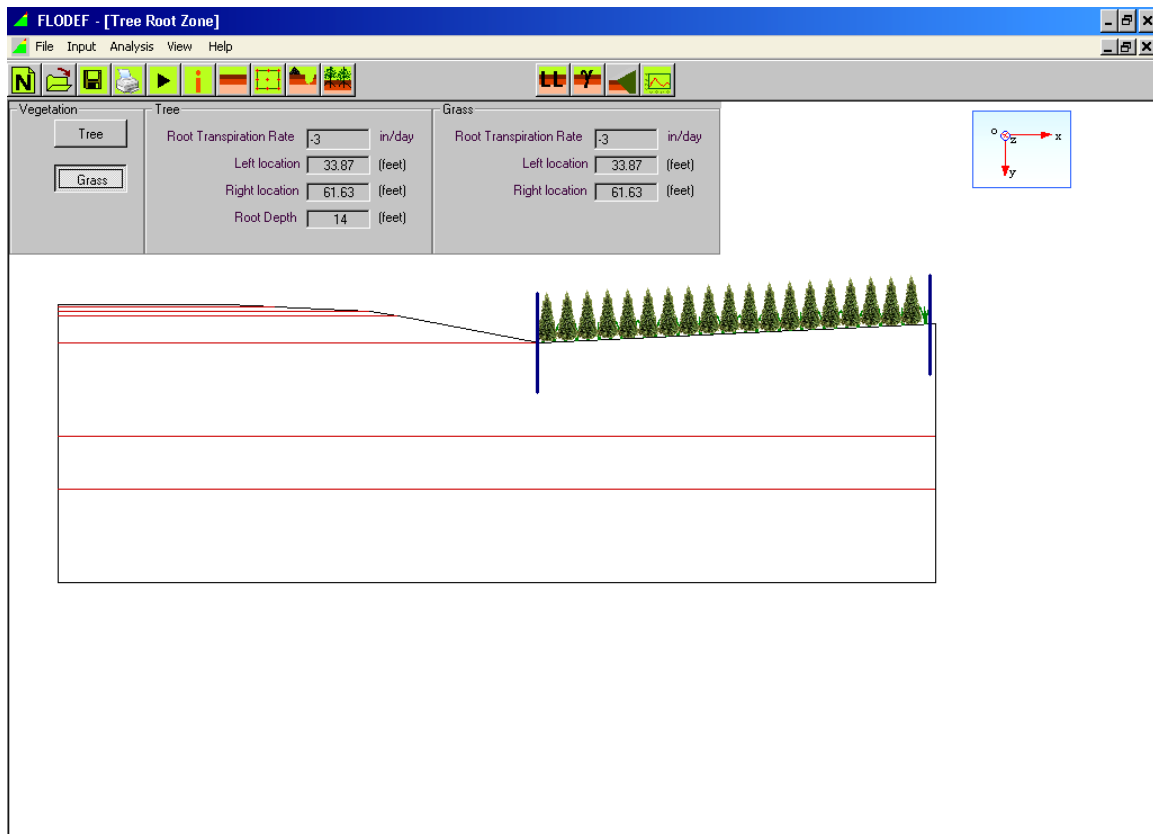 FLODEF - [Tree Root Zone]
File Input Analysis View Help
N i LL γ
Vegetation
Tree
Grass
Tree
Root Transpiration Rate -3 in/day
Left location 33.87 (feet)
Right location 61.63 (feet)
Root Depth 14 (feet)
Grass
Root Transpiration Rate -3 in/day
Left location 33.87 (feet)
Right location 61.63 (feet)
o z x
y